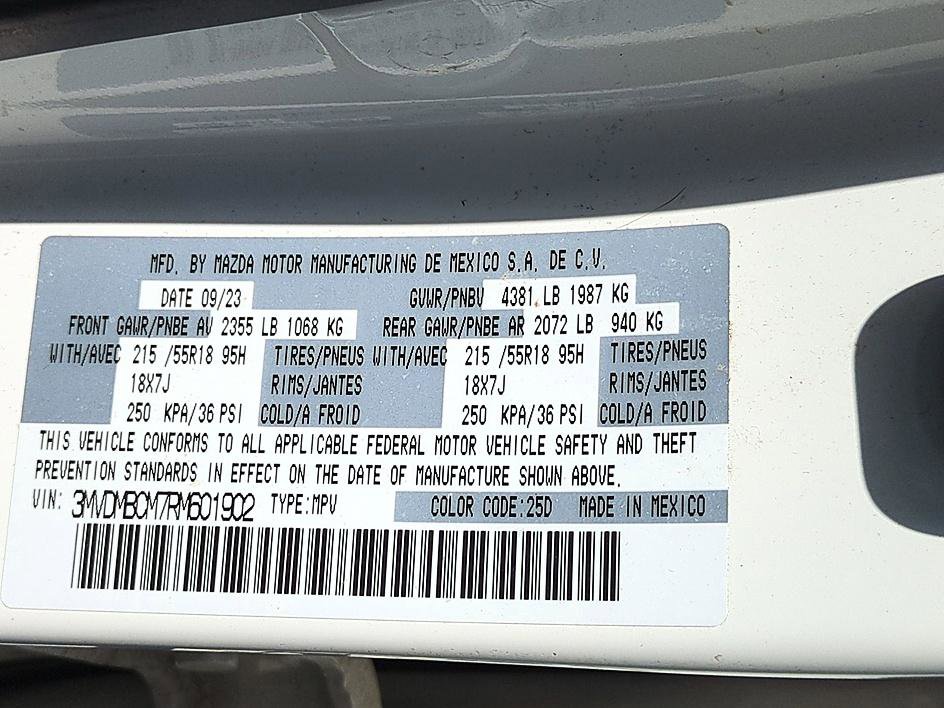 MFD. BY MAZDA MOTOR MANUFACTURING DE MEXICO S.A. DE C.V.
DATE 09/23 GVWR/PNBV 4381 LB 1987 KG
FRONT GAWR/PNBE AV 2355 LB 1068 KG REAR GAWR/PNBE AR 2072 LB 940 KG
WITH/AVEC 215 /55R18 95H TIRES/PNEUS WITH/AVEC 215 /55R18 95H TIRES/PNEUS
18X7J RIMS/JANTES 18X7J RIMS/JANTES
250 KPA/36 PSI COLD/A FROID 250 KPA/36 PSI COLD/A FROID
THIS VEHICLE CONFORMS TO ALL APPLICABLE FEDERAL MOTOR VEHICLE SAFETY AND THEFT
PREVENTION STANDARDS IN EFFECT ON THE DATE OF MANUFACTURE SHOWN ABOVE.
VIN: 3MVDMBCM7RM601902 TYPE:MPV COLOR CODE:25D MADE IN MEXICO